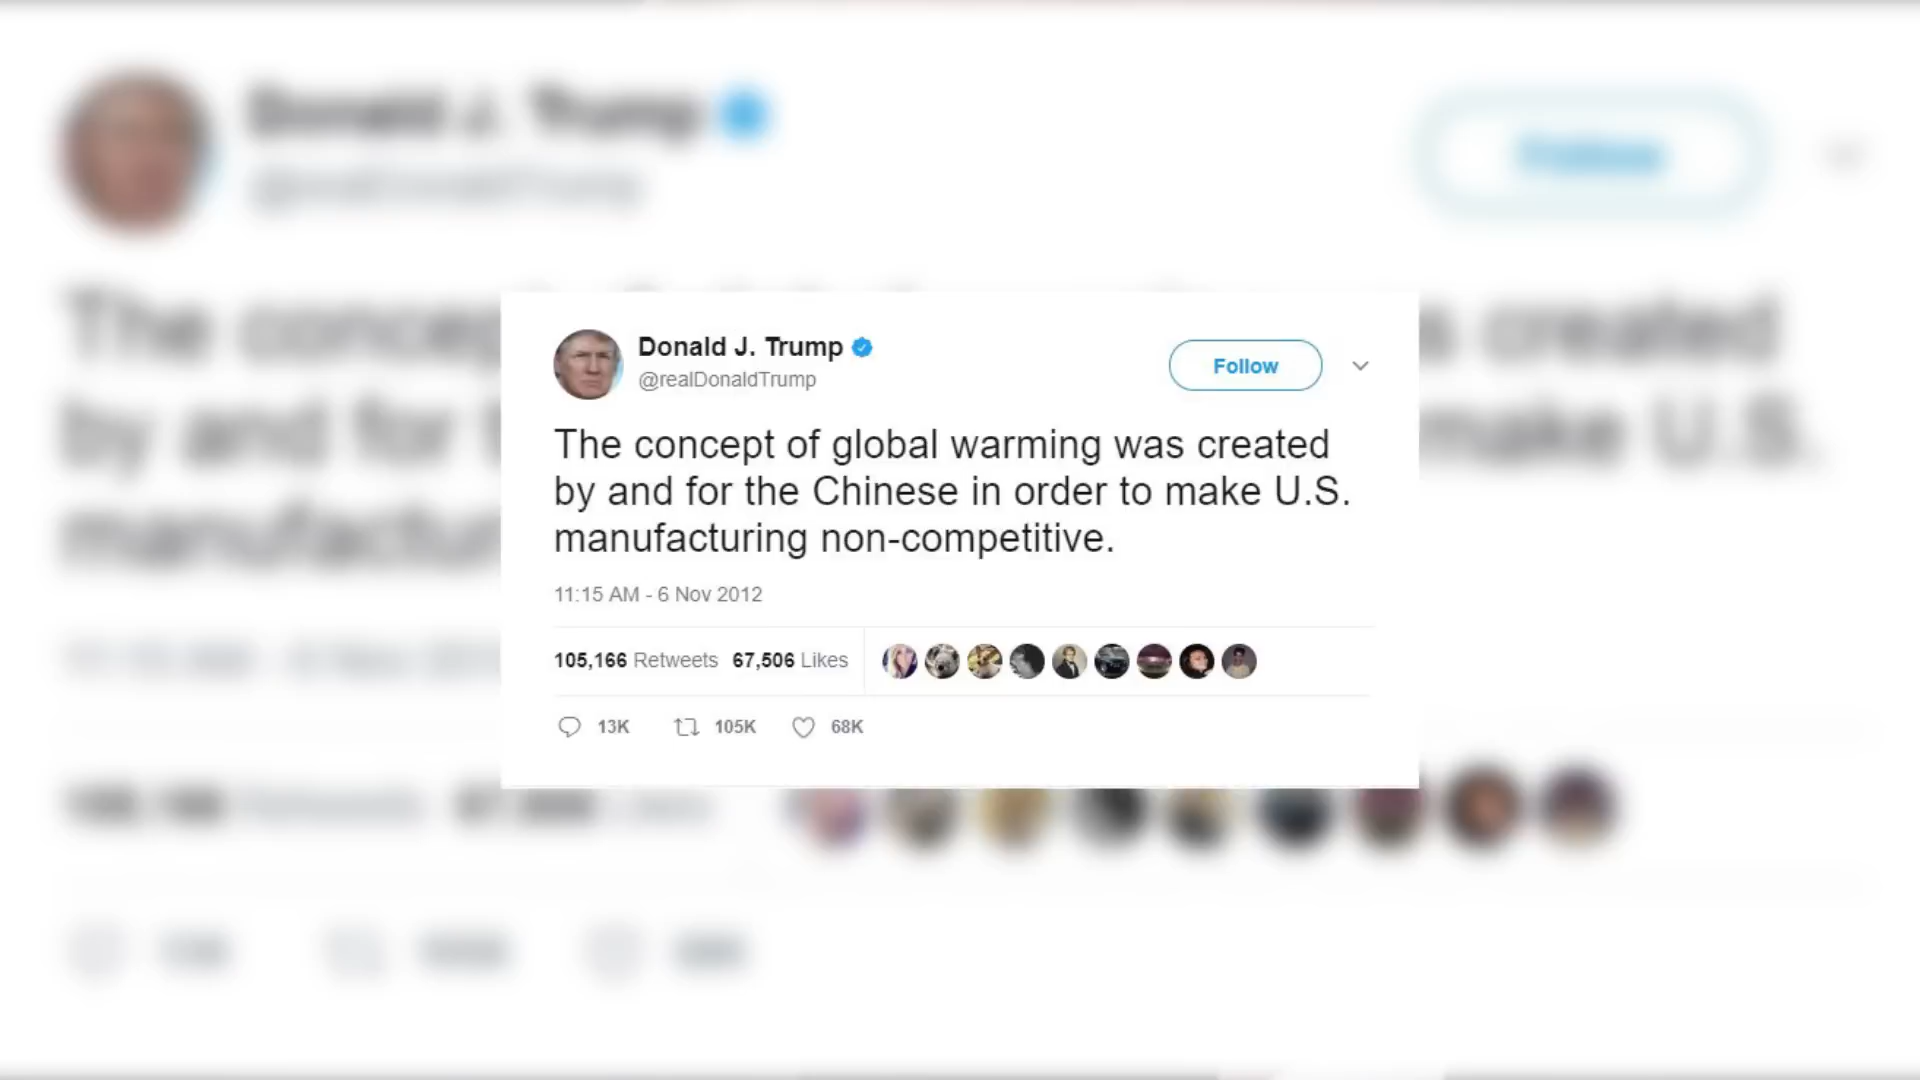 Donald J. Trump
@realDonaldTrump
Follow
The concept of global warming was created
by and for the Chinese in order to make U.S.
manufacturing non-competitive.
11:15 AM - 6 Nov 2012
105,166 Retweets 67,506 Likes
13K 105K 68K